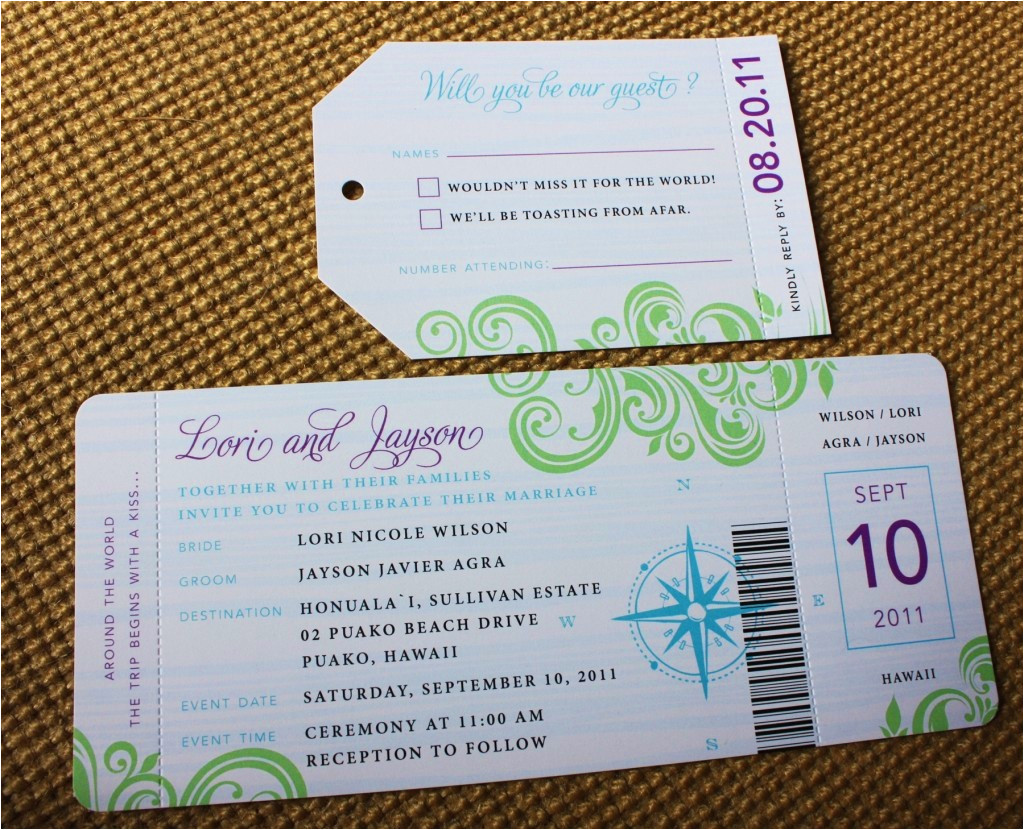 Will you be our guest ?
NAMES
WOULDN'T MISS IT FOR THE WORLD!
WE'LL BE TOASTING FROM AFAR.
NUMBER ATTENDING:
KINDLY REPLY BY: 08.20.11
AROUND THE WORLD
THE TRIP BEGINS WITH A KISS...
Lori and Jayson
TOGETHER WITH THEIR FAMILIES
INVITE YOU TO CELEBRATE THEIR MARRIAGE
BRIDE LORI NICOLE WILSON
GROOM JAYSON JAVIER AGRA
DESTINATION HONUALA`I, SULLIVAN ESTATE
02 PUAKO BEACH DRIVE
PUAKO, HAWAII
EVENT DATE SATURDAY, SEPTEMBER 10, 2011
EVENT TIME CEREMONY AT 11:00 AM
RECEPTION TO FOLLOW
N
W
E
S
WILSON / LORI
AGRA / JAYSON
SEPT
10
2011
HAWAII